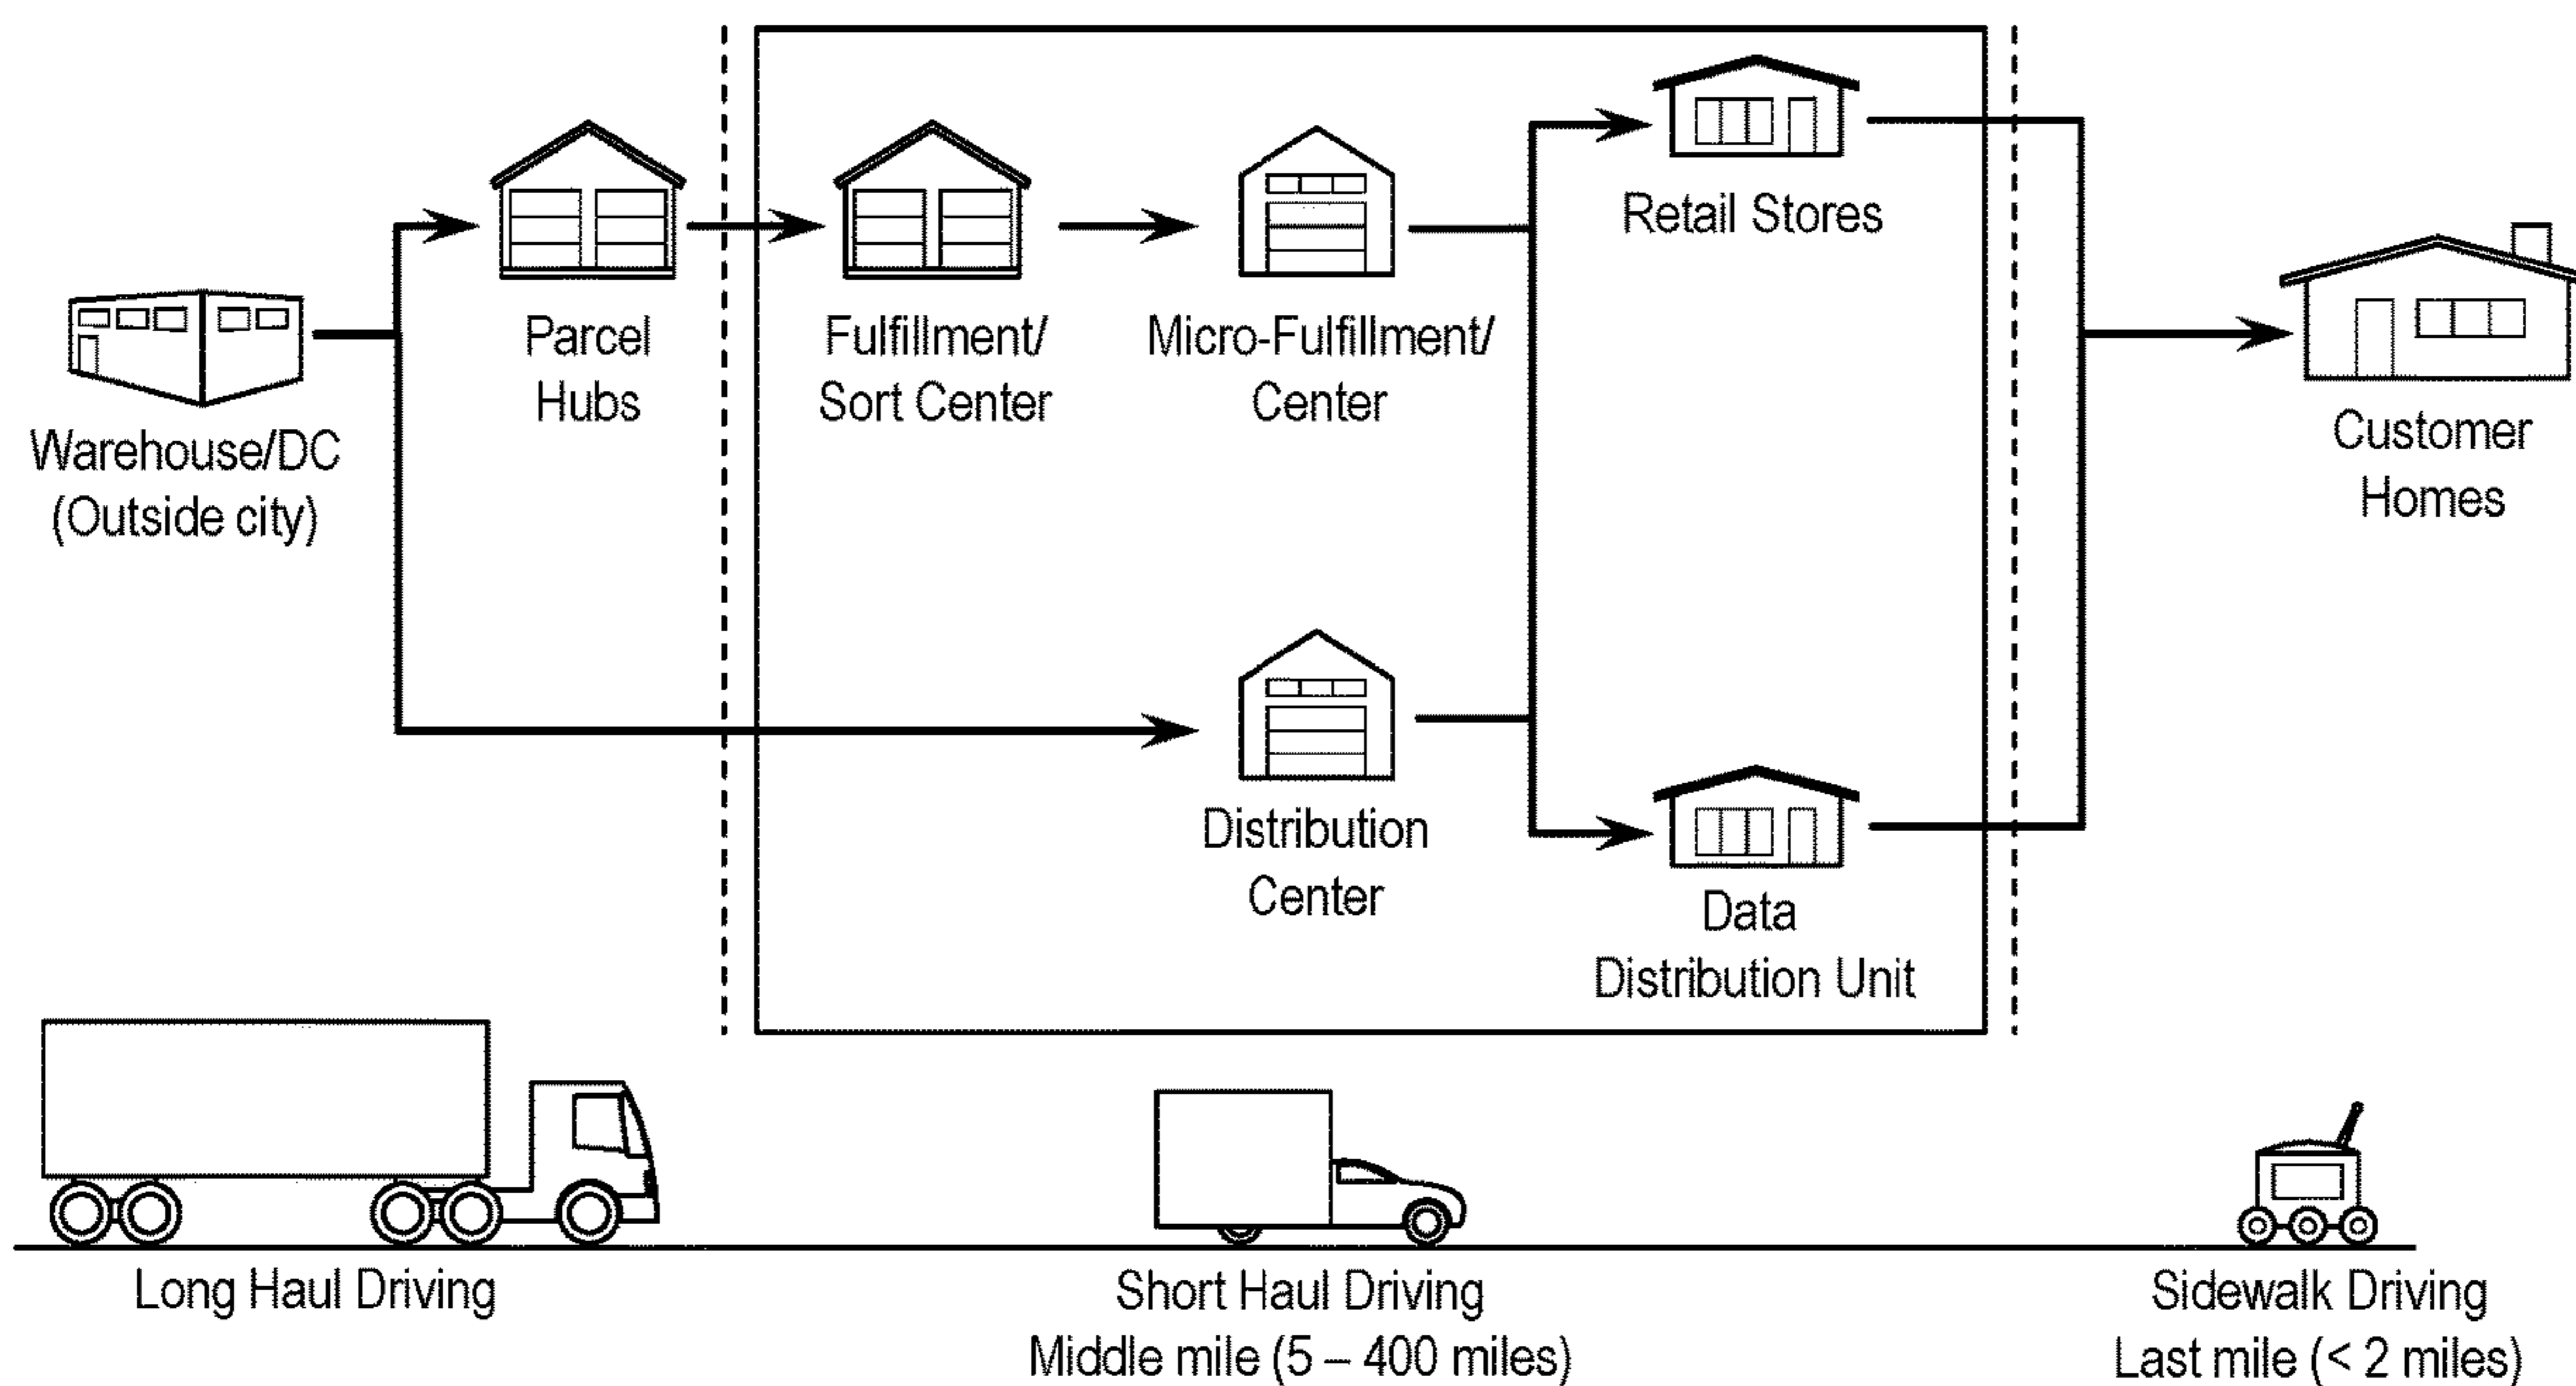 Warehouse/DC
(Outside city)
Parcel
Hubs
Fulfillment/
Sort Center
Micro-Fulfillment/
Center
Retail Stores
Distribution
Center
Data
Distribution Unit
Customer
Homes
Long Haul Driving
Short Haul Driving
Middle mile (5 – 400 miles)
Sidewalk Driving
Last mile (< 2 miles)